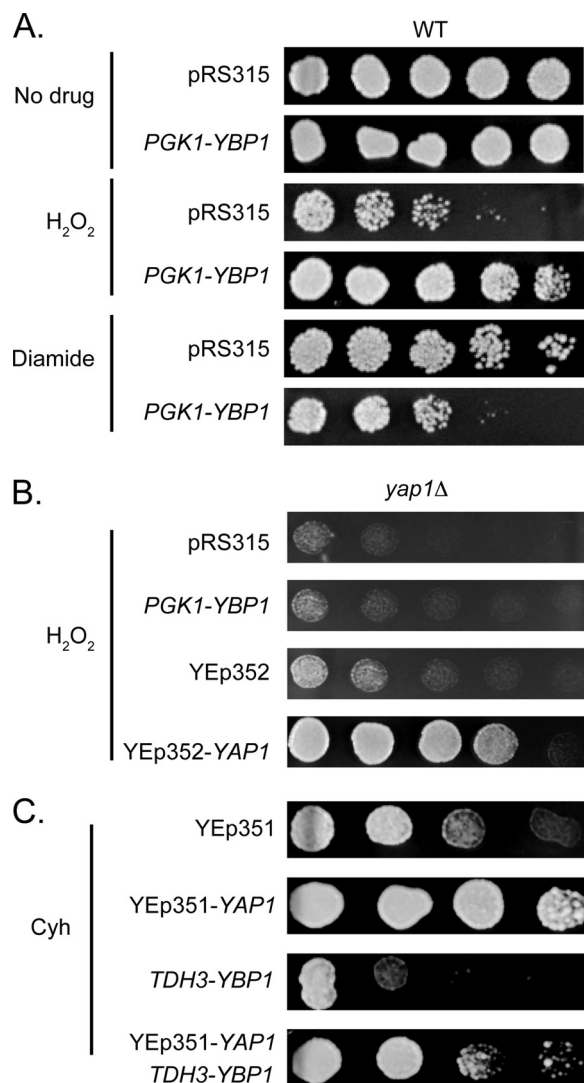 A.
WT
No drug
pRS315
PGK1-YBP1
H₂O₂
pRS315
PGK1-YBP1
Diamide
pRS315
PGK1-YBP1
B.
yap1Δ
H₂O₂
pRS315
PGK1-YBP1
YEp352
YEp352-YAP1
C.
Cyh
YEp351
YEp351-YAP1
TDH3-YBP1
YEp351-YAP1
TDH3-YBP1